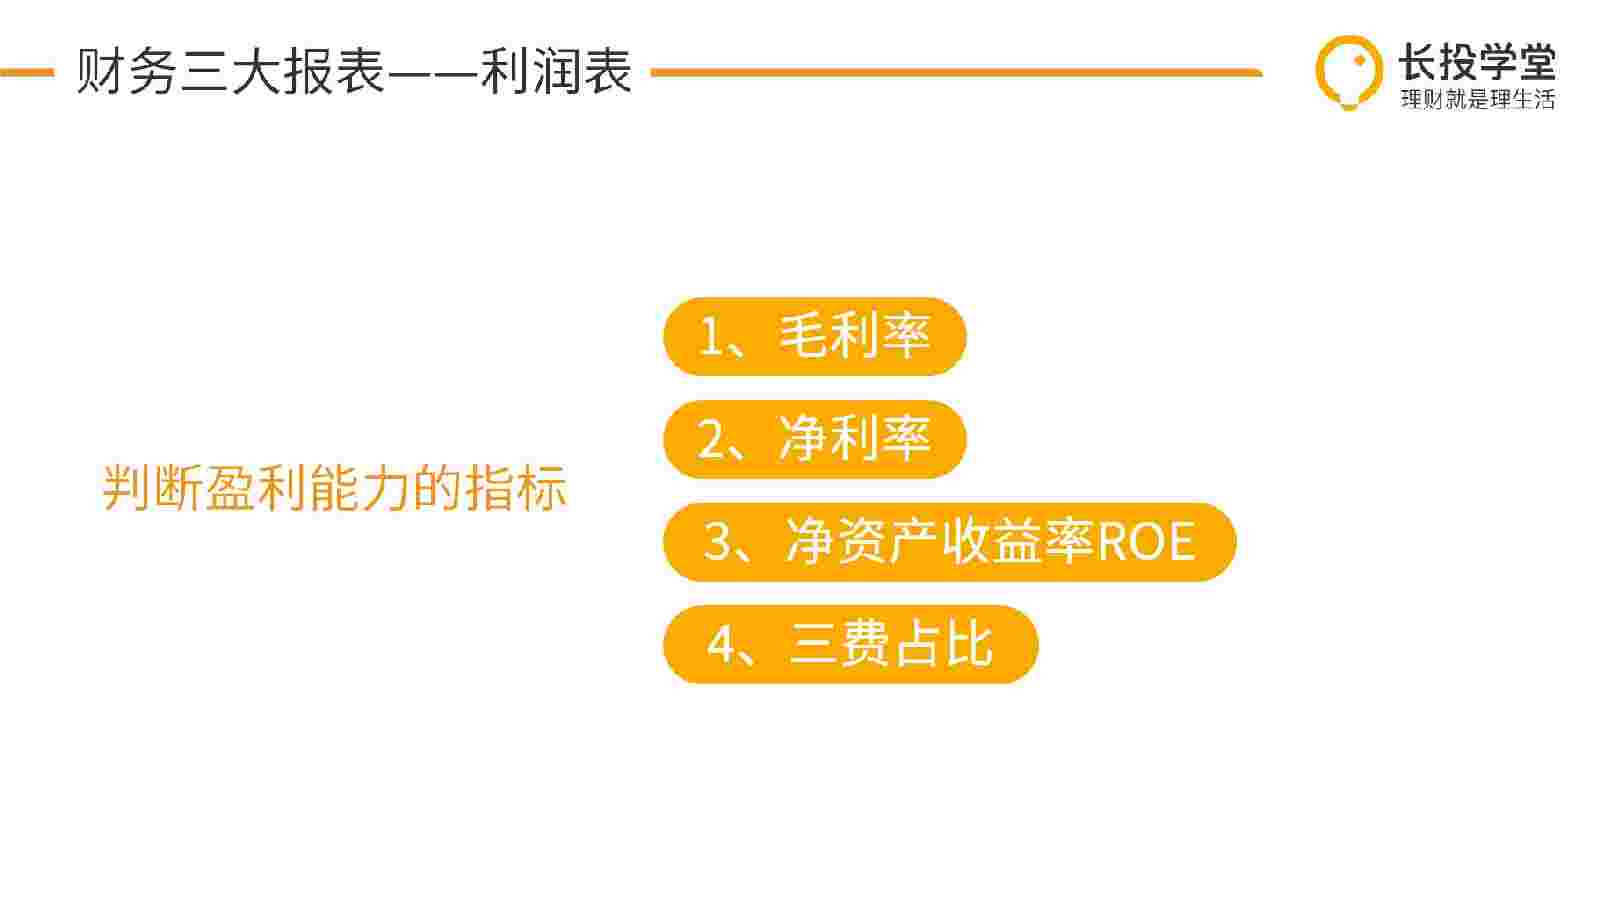 财务三大报表——利润表
长投学堂
理财就是理生活
判断盈利能力的指标
1、毛利率
2、净利率
3、净资产收益率ROE
4、三费占比